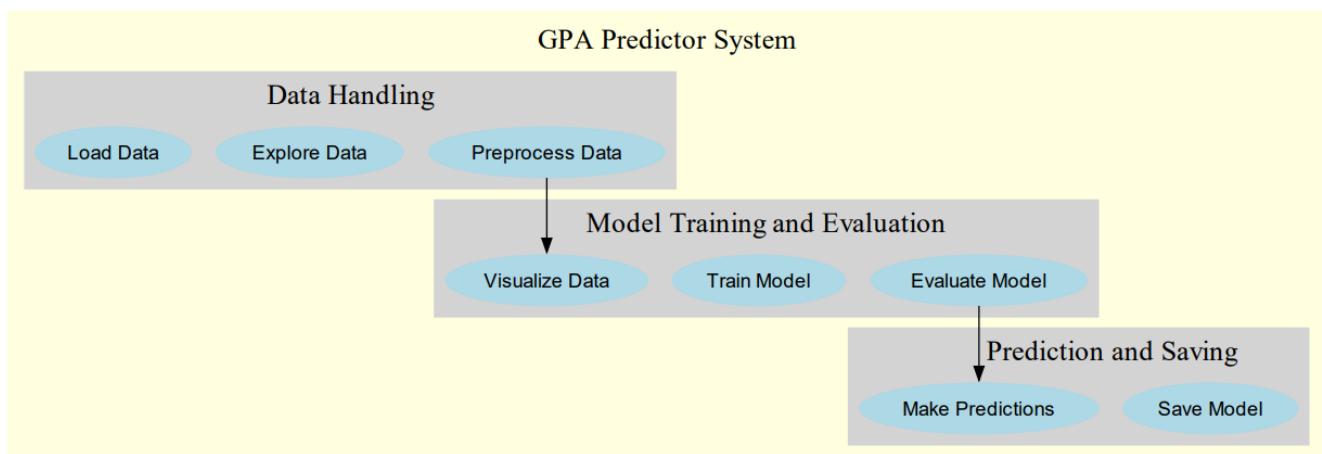 GPA Predictor System
Data Handling
Load Data
Explore Data
Preprocess Data
Model Training and Evaluation
Visualize Data
Train Model
Evaluate Model
Prediction and Saving
Make Predictions
Save Model